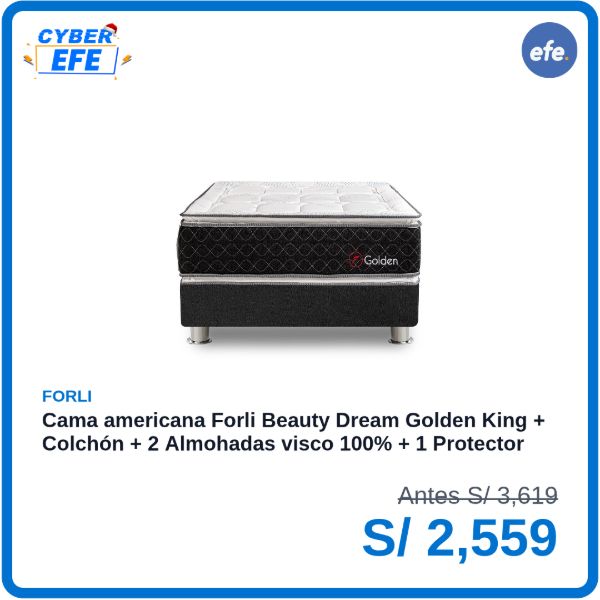 CYBER
EFE
efe.
Golden
FORLI
Cama americana Forli Beauty Dream Golden King +
Colchón + 2 Almohadas visco 100% + 1 Protector
Antes S/ 3,619
S/ 2,559